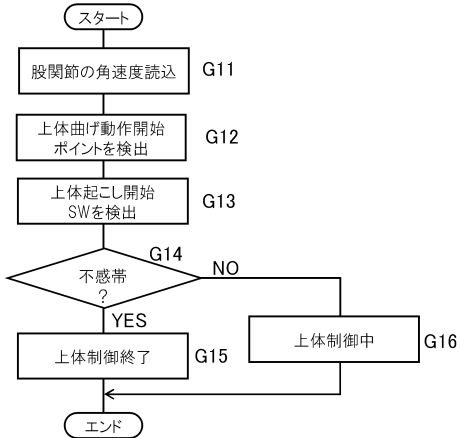 スタート
股関節の角速度読込
G11
上体曲げ動作開始
ポイントを検出
G12
上体起こし開始
SWを検出
G13
G14
不感帯
?
NO
YES
上体制御終了
G15
上体制御中
G16
エンド